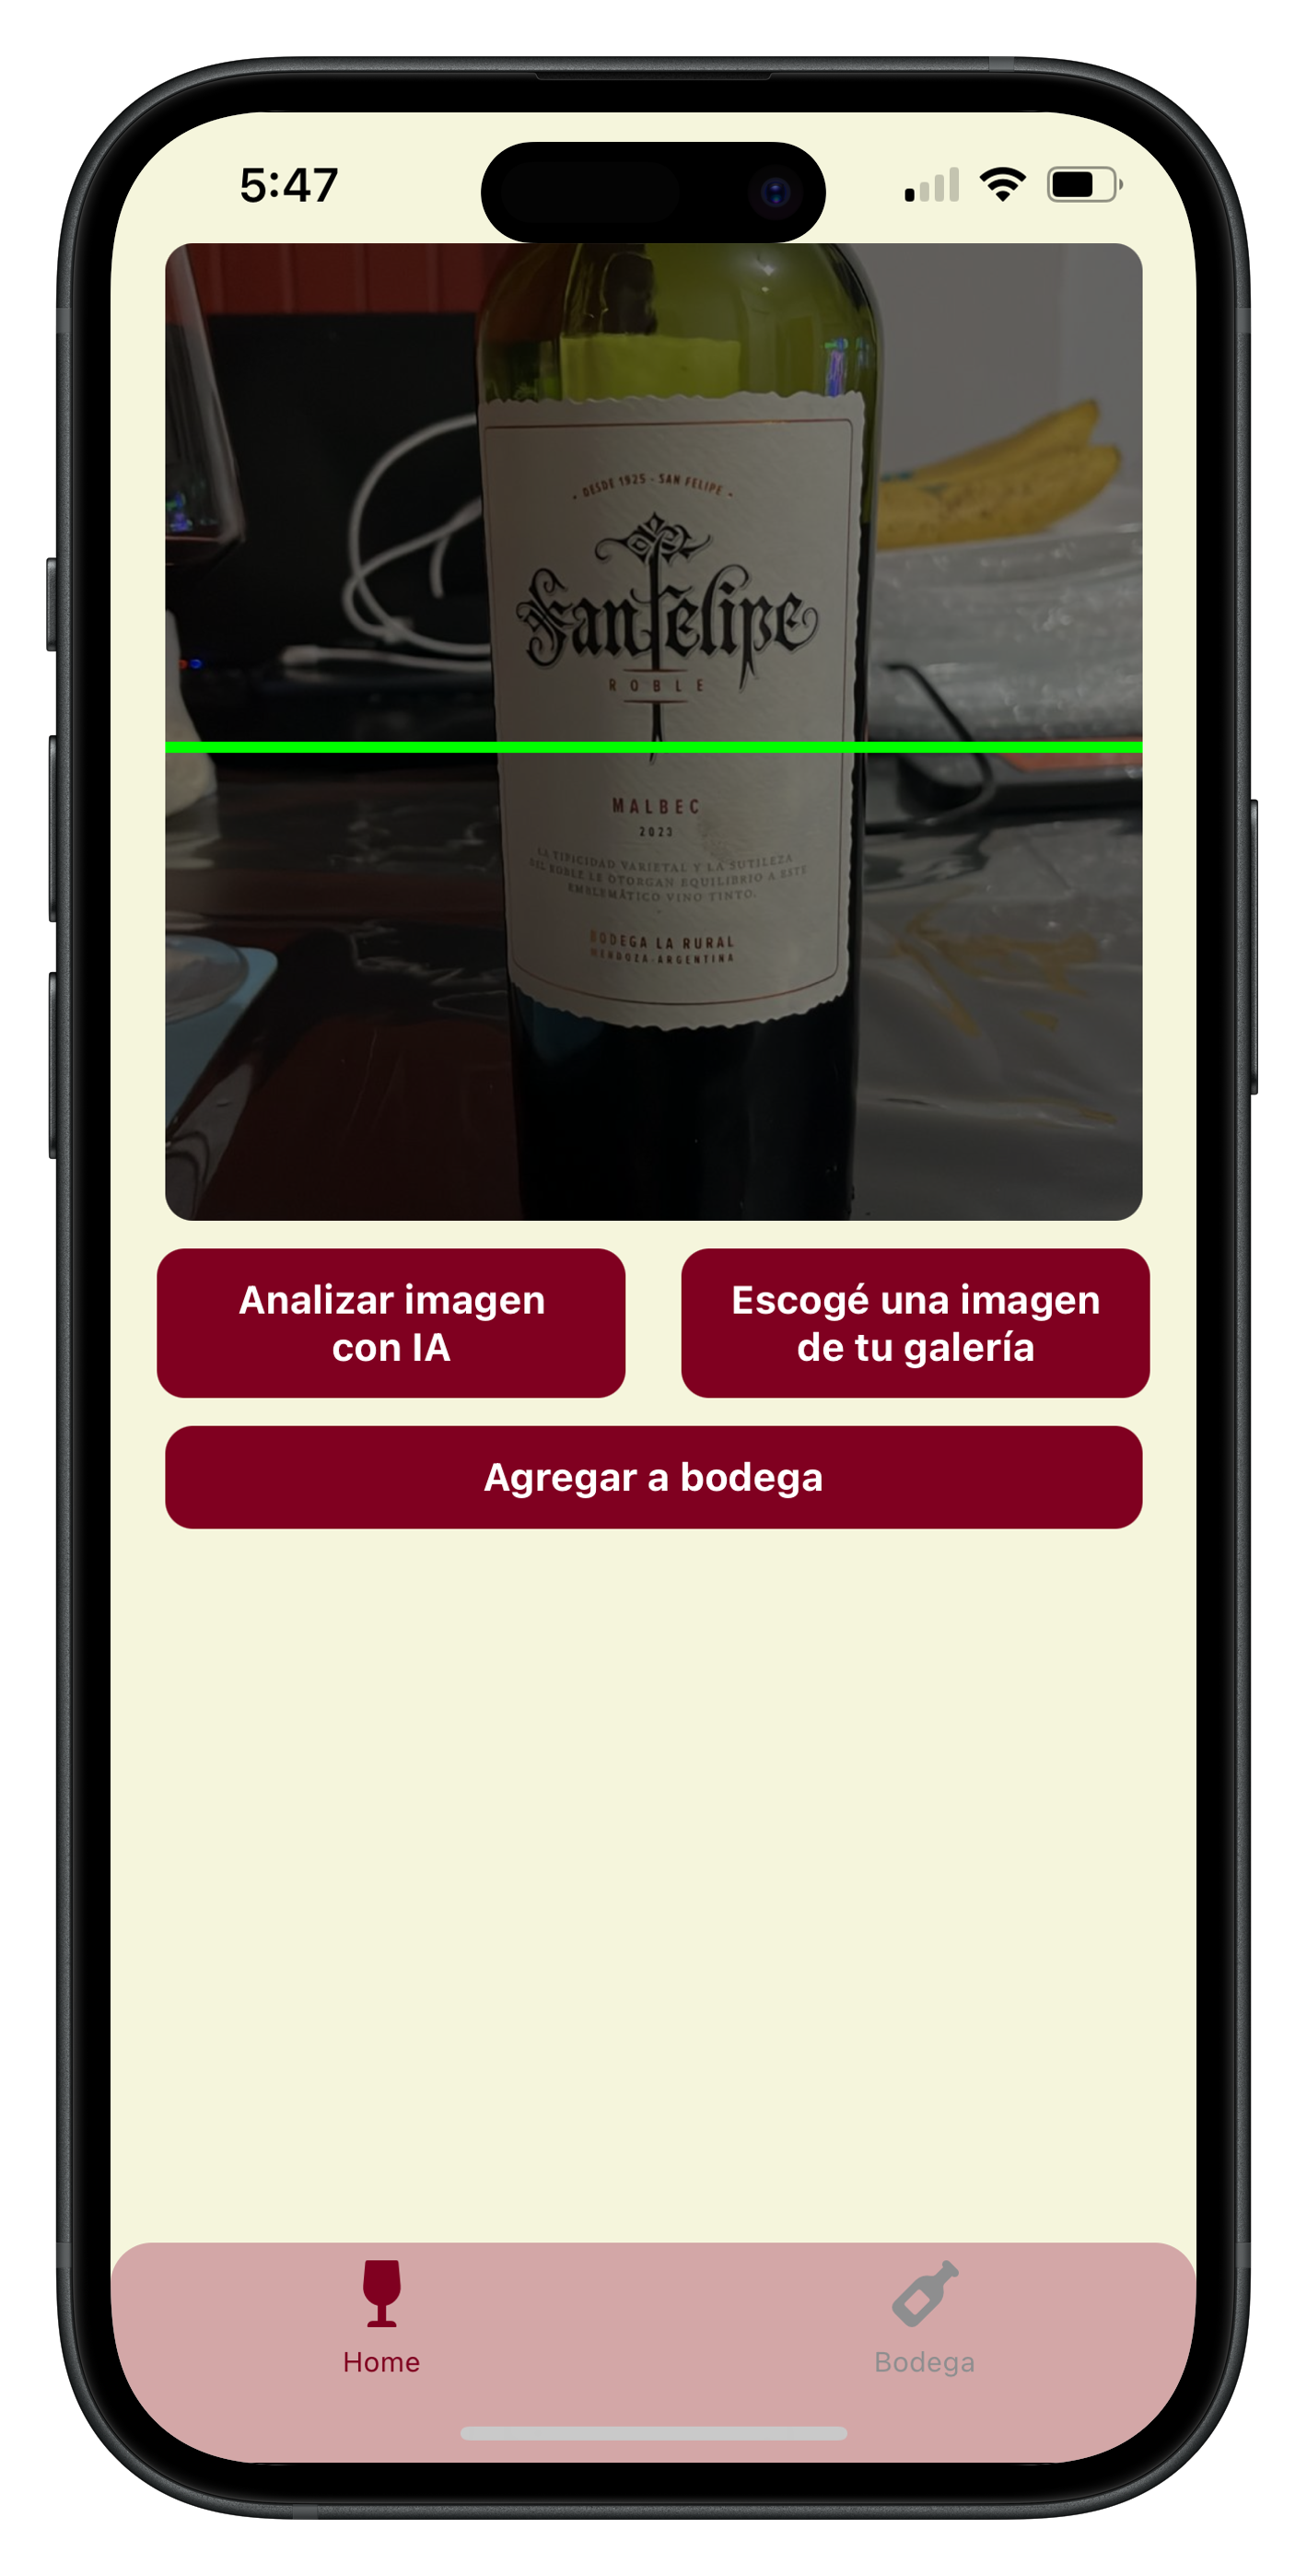 5:47
DESDE 1925 - SAN FELIPE
San Felipe
ROBLE
MALBEC
2023
LA TIPICIDAD VARIETAL Y LA SUTILEZA
DEL ROBLE LE OTORGAN EQUILIBRIO A ESTE
EMBLEMÁTICO VINO TINTO.
BODEGA LA RURAL
MENDOZA-ARGENTINA
Analizar imagen
con IA
Escogé una imagen
de tu galería
Agregar a bodega
Home
Bodega